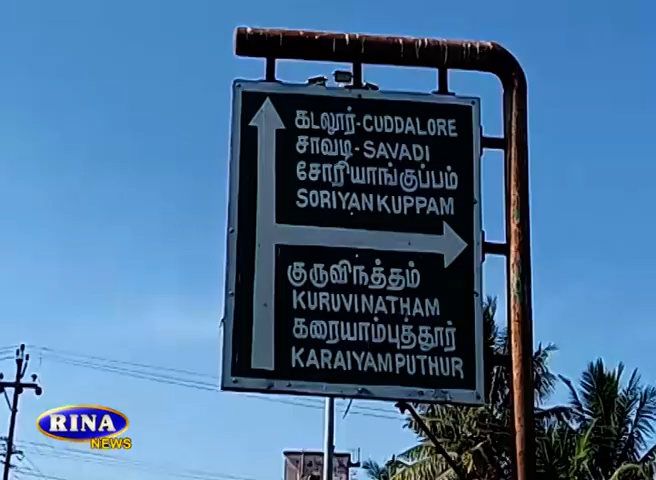 கடலூர்-CUDDALORE
சாவடி-SAVADI
சோரியாங்குப்பம்
SORIYANKUPPAM
குருவிநத்தம்
KURUVINATHAM
கரையாம்புத்தூர்
KARAIYAMPUTHUR
RINA
NEWS